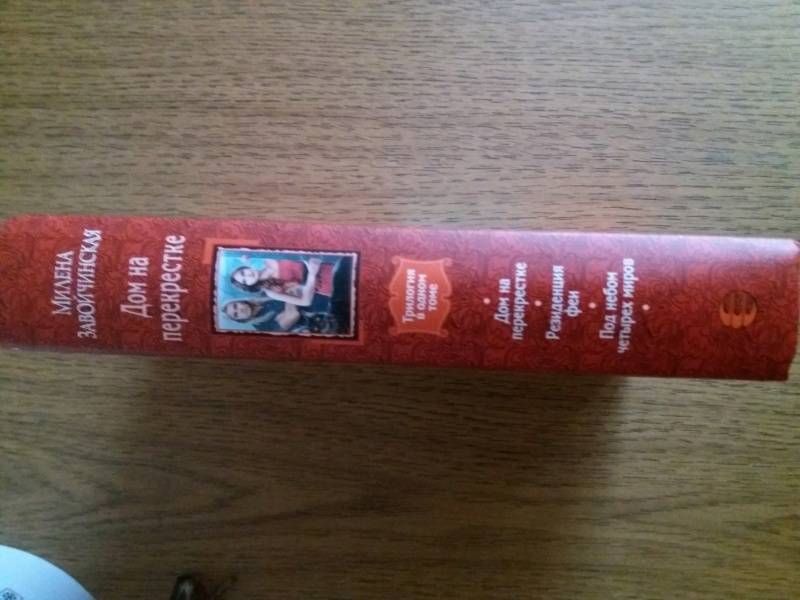 Милена
Завойчинская
Дом на
перекрестке
Трилогия
в одном
томе
Дом на
перекрестке
Резиденция
феи
Под небом
четырех миров